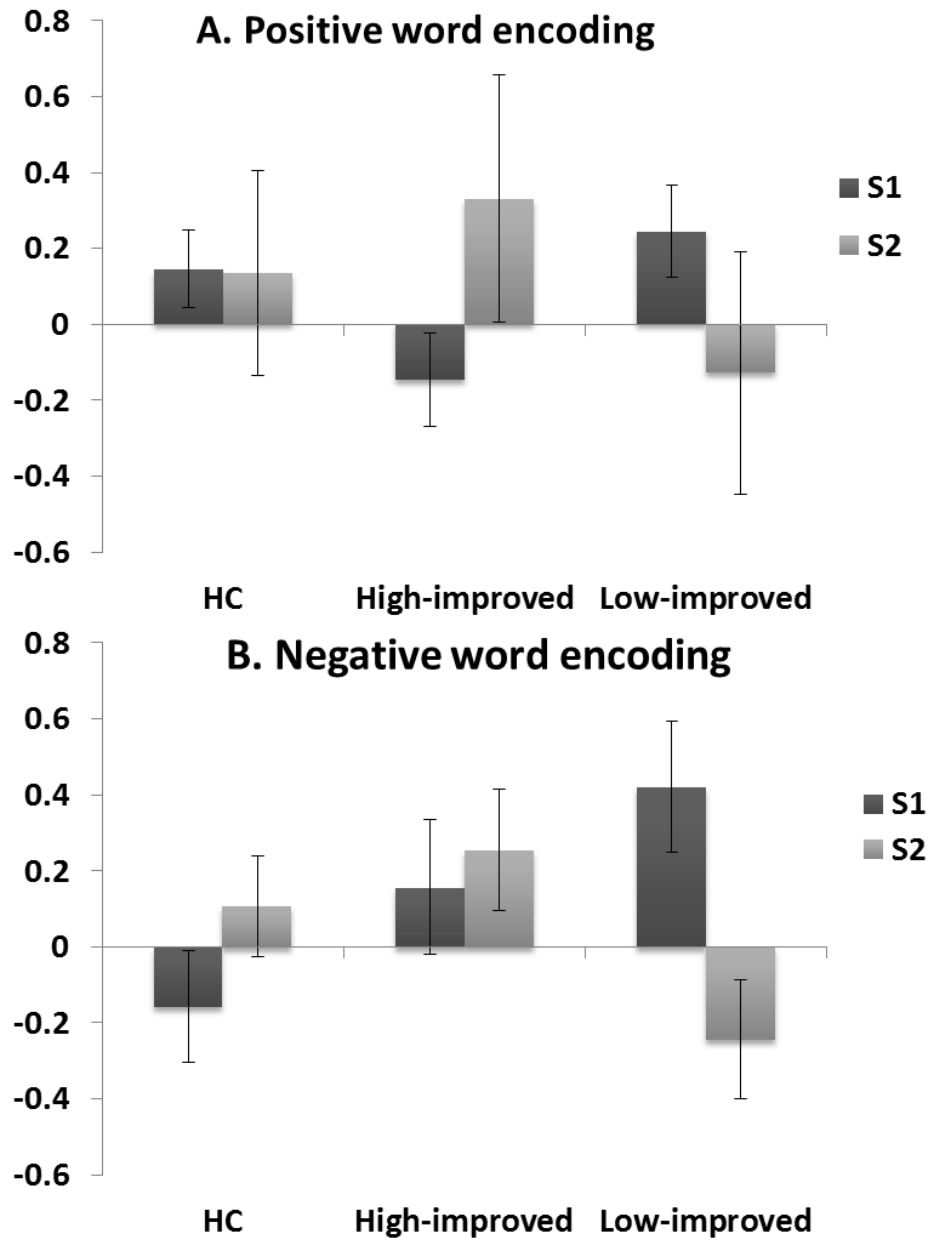 A. Positive word encoding
0.8
0.6
0.4
0.2
0
-0.2
-0.4
-0.6
S1
S2
HC High-improved Low-improved
B. Negative word encoding
0.8
0.6
0.4
0.2
0
-0.2
-0.4
-0.6
S1
S2
HC High-improved Low-improved